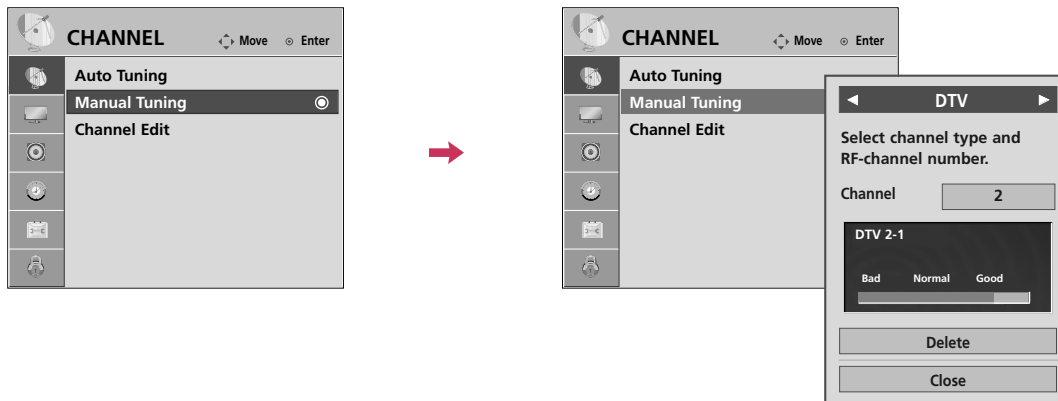 CHANNEL Move Enter
Auto Tuning
Manual Tuning
Channel Edit
CHANNEL Move Enter
Auto Tuning
Manual Tuning
Channel Edit
DTV
Select channel type and
RF-channel number.
Channel 2
DTV 2-1
Bad Normal Good
Delete
Close